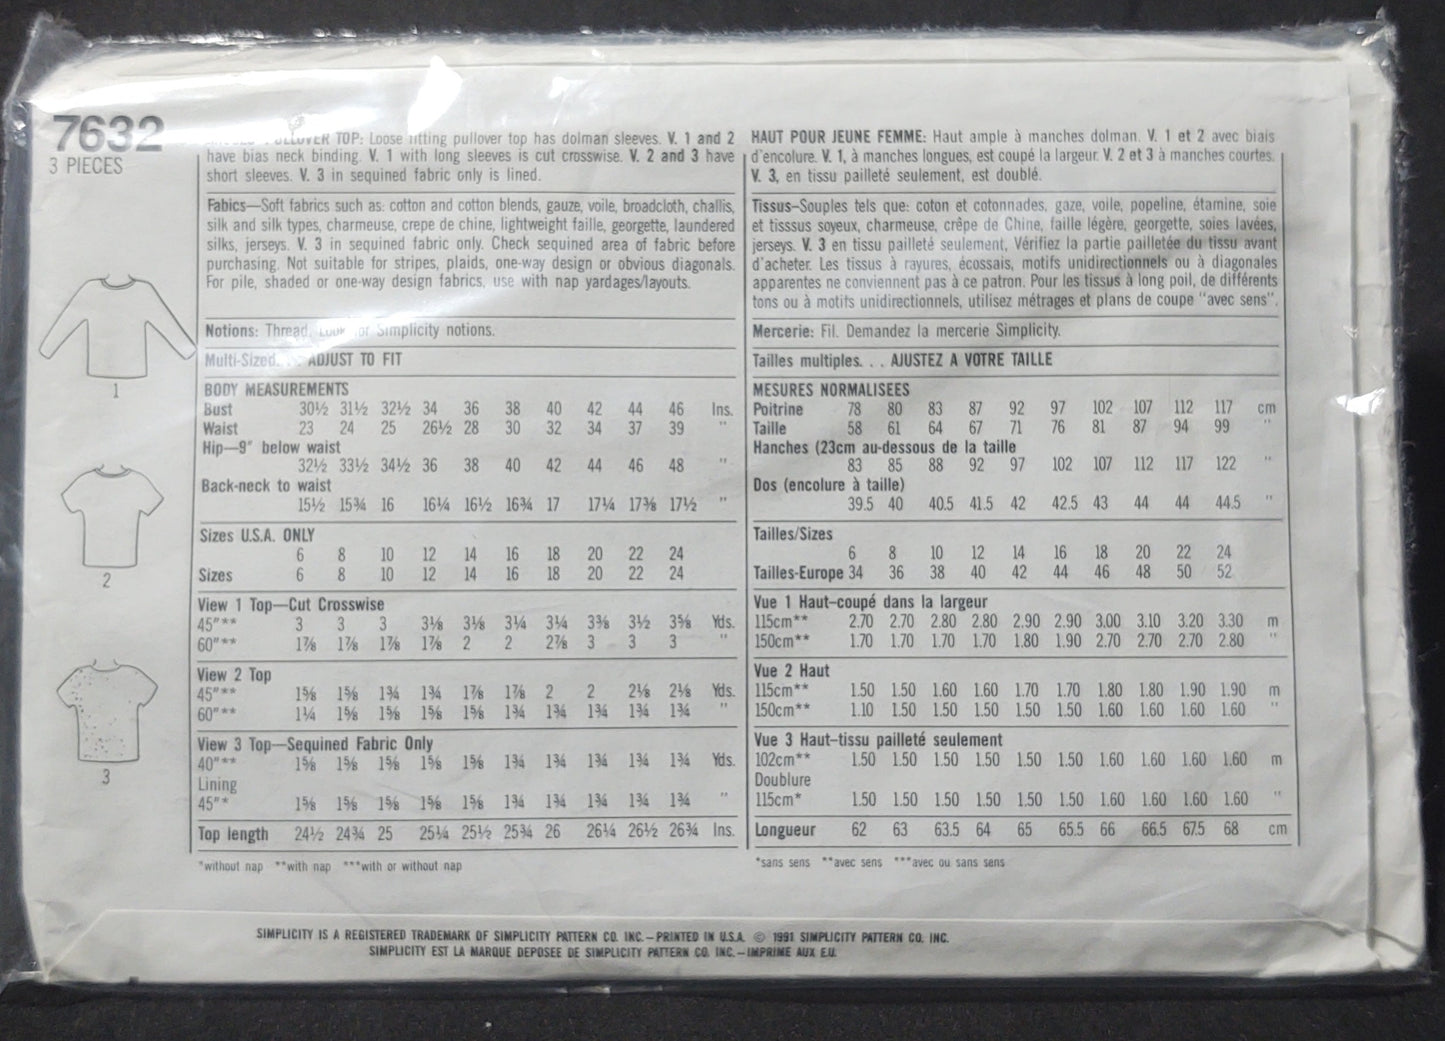 7632
3 PIECES
PULLOVER TOP: Loose fitting pullover top has dolman sleeves. V. 1 and 2
have bias neck binding. V. 1 with long sleeves is cut crosswise. V. 2 and 3 have
short sleeves. V. 3 in sequined fabric only is lined.
Fabics—Soft fabrics such as: cotton and cotton blends, gauze, voile, broadcloth, challis,
silk and silk types, charmeuse, crepe de chine, lightweight faille, georgette, laundered
silks, jerseys. V. 3 in sequined fabric only. Check sequined area of fabric before
purchasing. Not suitable for stripes, plaids, one-way design or obvious diagonals.
For pile, shaded or one-way design fabrics, use with nap yardages/layouts.
Notions: Thread. Look for Simplicity notions.
Multi-Sized. . . ADJUST TO FIT
BODY MEASUREMENTS
Bust 30½ 31½ 32½ 34 36 38 40 42 44 46 Ins.
Waist 23 24 25 26½ 28 30 32 34 37 39 "
Hip—9" below waist
32½ 33½ 34½ 36 38 40 42 44 46 48 "
Back-neck to waist
15½ 15¾ 16 16¼ 16½ 16¾ 17 17¼ 17⅜ 17½ "
Sizes U.S.A. ONLY
6 8 10 12 14 16 18 20 22 24
Sizes 6 8 10 12 14 16 18 20 22 24
View 1 Top—Cut Crosswise
45"** 3 3 3 3⅛ 3⅛ 3¼ 3¼ 3⅜ 3½ 3⅝ Yds.
60"** 1⅞ 1⅞ 1⅞ 1⅞ 2 2 2⅞ 3 3 3 "
View 2 Top
45"** 1⅝ 1⅝ 1¾ 1¾ 1⅞ 1⅞ 2 2 2⅛ 2⅛ Yds.
60"** 1¼ 1⅝ 1⅝ 1⅝ 1⅝ 1¾ 1¾ 1¾ 1¾ 1¾ "
View 3 Top—Sequined Fabric Only
40"** 1⅝ 1⅝ 1⅝ 1⅝ 1⅝ 1¾ 1¾ 1¾ 1¾ 1¾ Yds.
Lining
45"* 1⅝ 1⅝ 1⅝ 1⅝ 1⅝ 1¾ 1¾ 1¾ 1¾ 1¾ "
Top length 24½ 24¾ 25 25¼ 25½ 25¾ 26 26¼ 26½ 26¾ Ins.
*without nap **with nap ***with or without nap
HAUT POUR JEUNE FEMME: Haut ample à manches dolman. V. 1 et 2 avec biais
d'encolure. V. 1, à manches longues, est coupé la largeur. V. 2 et 3 à manches courtes.
V. 3, en tissu pailleté seulement, est doublé.
Tissus—Souples tels que: coton et cotonnades, gaze, voile, popeline, étamine, soie
et tisssus soyeux, charmeuse, crêpe de Chine, faille légère, georgette, soies lavées,
jerseys. V. 3 en tissu pailleté seulement, Vérifiez la partie pailletée du tissu avant
d'acheter. Les tissus à rayures, écossais, motifs unidirectionnels ou à diagonales
apparentes ne conviennent pas à ce patron. Pour les tissus à long poil, de différents
tons ou à motifs unidirectionnels, utilisez métrages et plans de coupe "avec sens".
Mercerie: Fil. Demandez la mercerie Simplicity.
Tailles multiples. . . AJUSTEZ A VOTRE TAILLE
MESURES NORMALISEES
Poitrine 78 80 83 87 92 97 102 107 112 117 cm
Taille 58 61 64 67 71 76 81 87 94 99 "
Hanches (23cm au-dessous de la taille
83 85 88 92 97 102 107 112 117 122 "
Dos (encolure à taille)
39.5 40 40.5 41.5 42 42.5 43 44 44 44.5 "
Tailles/Sizes
6 8 10 12 14 16 18 20 22 24
Tailles-Europe 34 36 38 40 42 44 46 48 50 52
Vue 1 Haut-coupé dans la largeur
115cm** 2.70 2.70 2.80 2.80 2.90 2.90 3.00 3.10 3.20 3.30 m
150cm** 1.70 1.70 1.70 1.70 1.80 1.90 2.70 2.70 2.70 2.80 "
Vue 2 Haut
115cm** 1.50 1.50 1.60 1.60 1.70 1.70 1.80 1.80 1.90 1.90 m
150cm** 1.10 1.50 1.50 1.50 1.50 1.50 1.60 1.60 1.60 1.60 "
Vue 3 Haut-tissu pailleté seulement
102cm** 1.50 1.50 1.50 1.50 1.50 1.50 1.60 1.60 1.60 1.60 m
Doublure
115cm* 1.50 1.50 1.50 1.50 1.50 1.50 1.60 1.60 1.60 1.60 "
Longueur 62 63 63.5 64 65 65.5 66 66.5 67.5 68 cm
*sans sens **avec sens ***avec ou sans sens
1
2
3
SIMPLICITY IS A REGISTERED TRADEMARK OF SIMPLICITY PATTERN CO. INC.—PRINTED IN U.S.A. © 1991 SIMPLICITY PATTERN CO. INC.
SIMPLICITY EST LA MARQUE DEPOSEE DE SIMPLICITY PATTERN CO. INC.—IMPRIME AUX E.U.